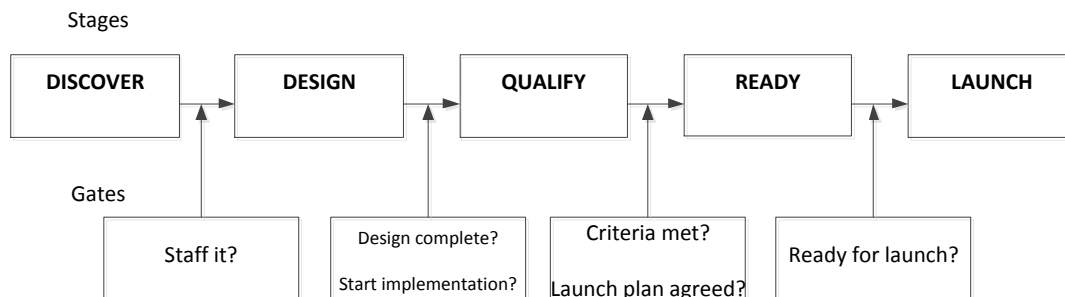 Stages
DISCOVER
DESIGN
QUALIFY
READY
LAUNCH
Gates
Staff it?
Design complete?
Start implementation?
Criteria met?
Launch plan agreed?
Ready for launch?